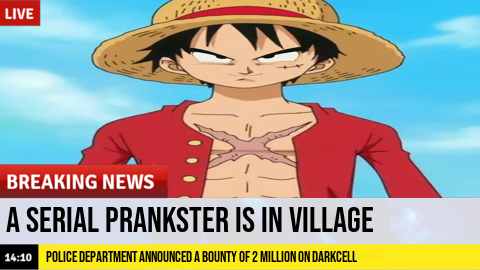 LIVE
BREAKING NEWS
A SERIAL PRANKSTER IS IN VILLAGE
14:10 POLICE DEPARTMENT ANNOUNCED A BOUNTY OF 2 MILLION ON DARKCELL